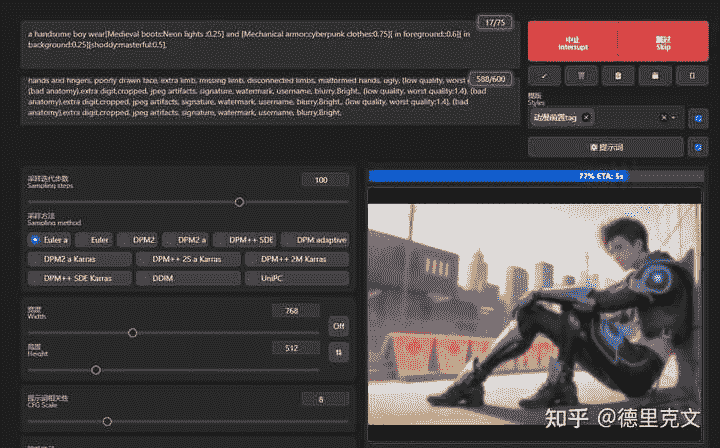 a handsome boy wear[Medieval boots:Neon lights :0.25] and [Mechanical armor:cyberpunk clothes:0.75][ in foreground::0.6][ in
background:0.25][shoddy:masterful:0.5],
17/75
hands and fingers, poorly drawn face, extra limb, missing limb, disconnected limbs, malformed hands, ugly, (low quality, worst
588/600
(bad anatomy),extra digit,cropped, jpeg artifacts, signature, watermark, username, blurry,Bright,, (low quality, worst quality:1.4), (bad
anatomy),extra digit,cropped, jpeg artifacts, signature, watermark, username, blurry,Bright,, (low quality, worst quality:1.4), (bad
anatomy),extra digit,cropped, jpeg artifacts, signature, watermark, username, blurry,Bright,
中止
Interrupt
跳过
Skip
模版
Styles
动漫前置tag
提示词
采样迭代步数
Sampling steps
100
采样方法
Sampling method
Euler a
Euler
DPM2
DPM2 a
DPM++ SDE
DPM adaptive
DPM2 a Karras
DPM++ 2S a Karras
DPM++ 2M Karras
DPM++ SDE Karras
DDIM
UniPC
宽度
Width
768
Off
高度
Height
512
提示词相关性
CFG Scale
8
77% ETA: 5s
知乎 @德里克文